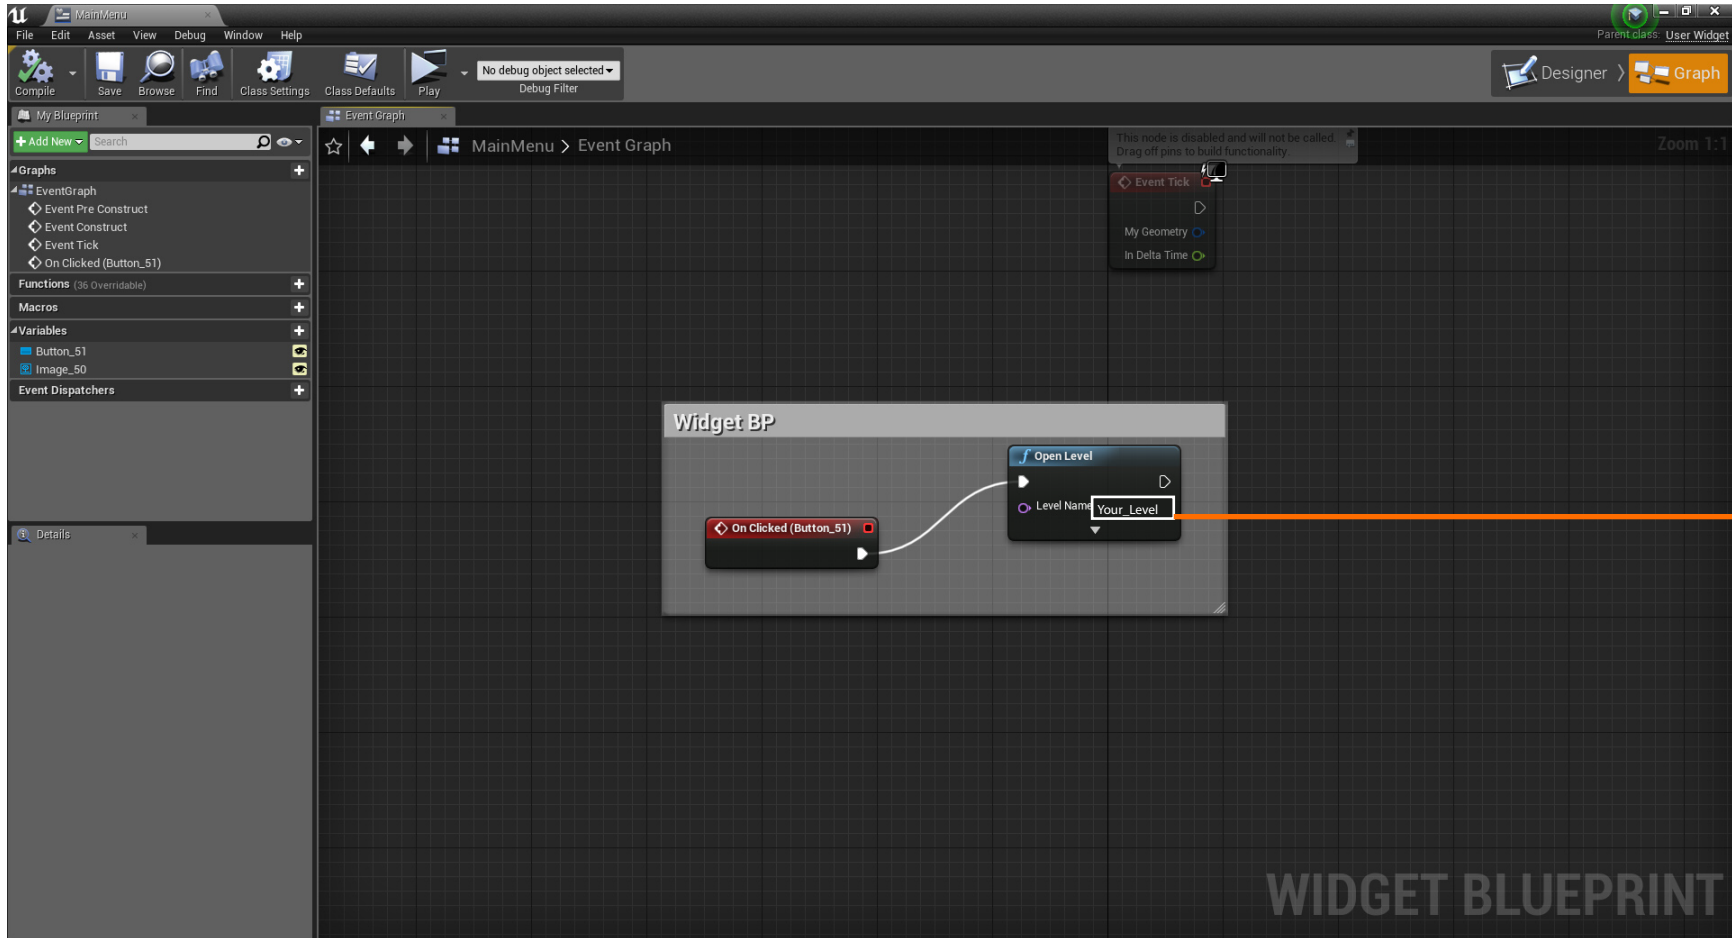 MainMenu
File Edit Asset View Debug Window Help
Parent class: User Widget
Compile Save Browse Find Class Settings Class Defaults Play
No debug object selected
Debug Filter
Designer Graph
My Blueprint
Event Graph
Add New Search
MainMenu > Event Graph
Zoom 1:1
This node is disabled and will not be called.
Drag off pins to build functionality.
Graphs
EventGraph
Event Pre Construct
Event Construct
Event Tick
On Clicked (Button_51)
Functions (36 Overridable)
Macros
Variables
Button_51
Image_50
Event Dispatchers
Details
Event Tick
My Geometry
In Delta Time
Widget BP
f Open Level
Level Name Your_Level
On Clicked (Button_51)
WIDGET BLUEPRINT